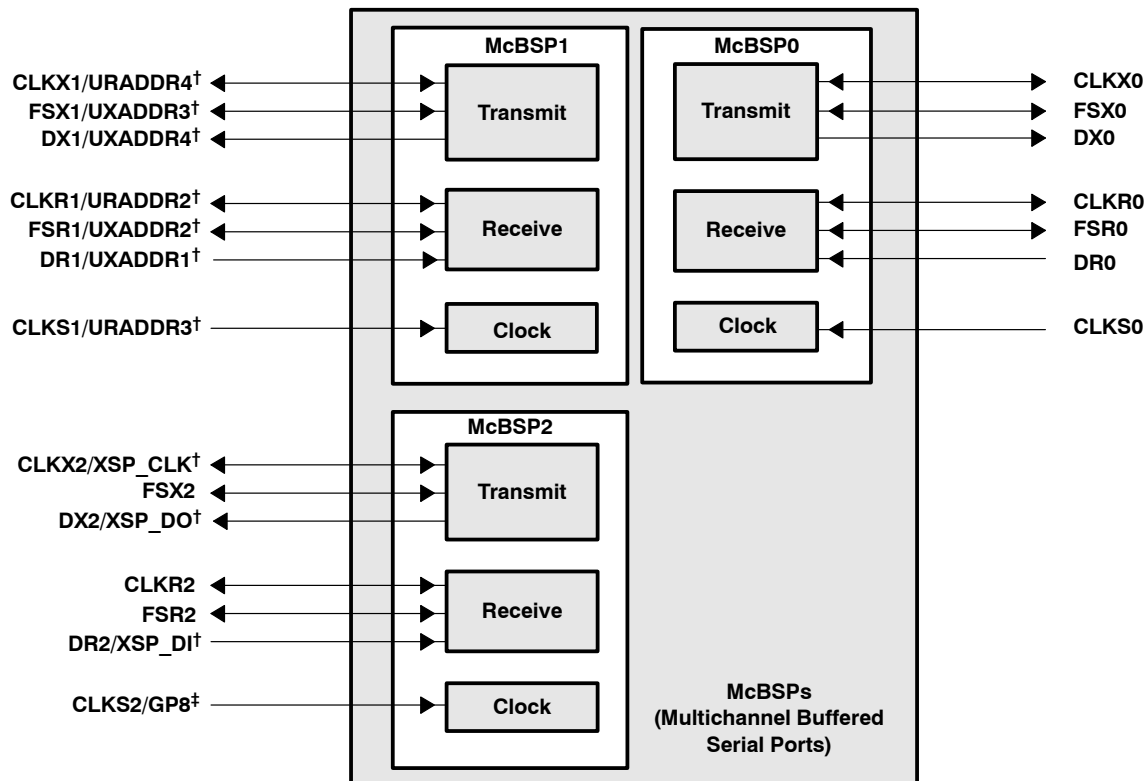 McBSP1
CLKX1/URADDR4†
FSX1/UXADDR3†
DX1/UXADDR4†
Transmit
CLKR1/URADDR2†
FSR1/UXADDR2†
DR1/UXADDR1†
Receive
CLKS1/URADDR3†
Clock
McBSP0
Transmit
CLKX0
FSX0
DX0
Receive
CLKR0
FSR0
DR0
Clock
CLKS0
McBSP2
CLKX2/XSP_CLK†
FSX2
DX2/XSP_DO†
Transmit
CLKR2
FSR2
DR2/XSP_DI†
Receive
CLKS2/GP8‡
Clock
McBSPs
(Multichannel Buffered
Serial Ports)